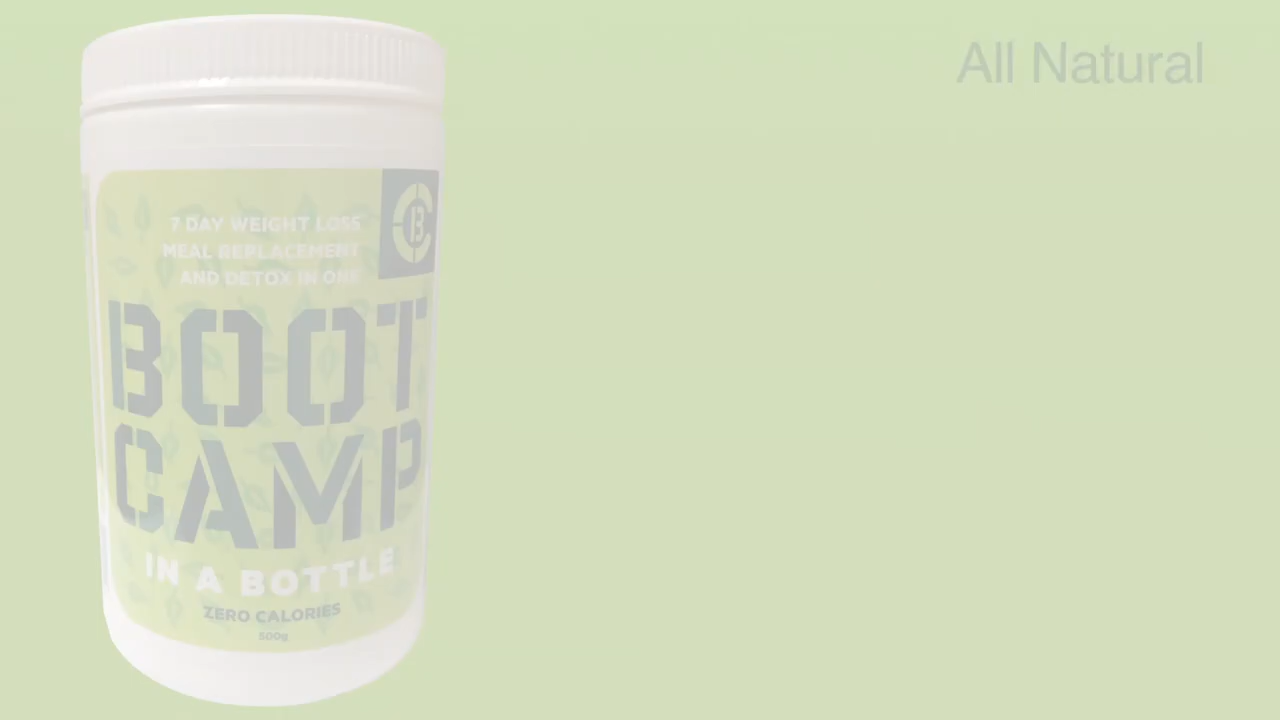 All Natural
7 DAY WEIGHT LOSS
MEAL REPLACEMENT
AND DETOX IN ONE
CB
BOOT
CAMP
IN A BOTTLE
ZERO CALORIES
500g